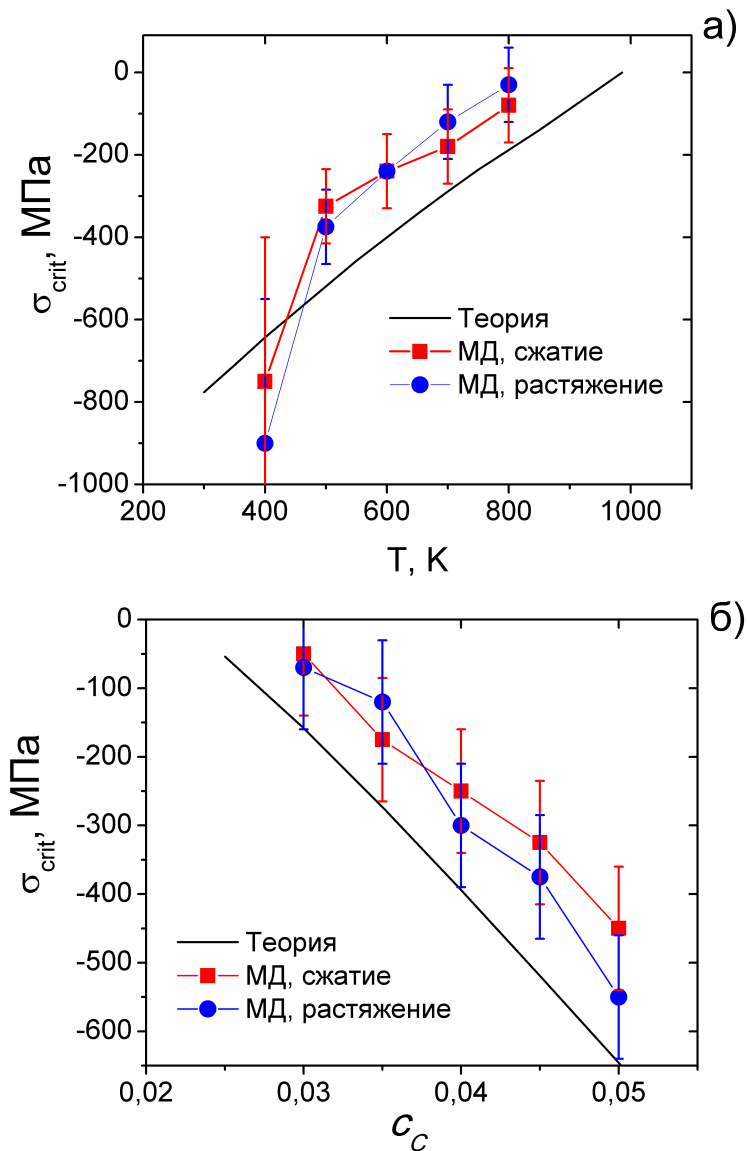 а)
0
-200
-400
-600
-800
-1000
σcrit, МПа
Теория
МД, сжатие
МД, растяжение
200 400 600 800 1000
T, K
б)
0
-100
-200
-300
-400
-500
-600
σcrit, МПа
Теория
МД, сжатие
МД, растяжение
0,02 0,03 0,04 0,05
cC